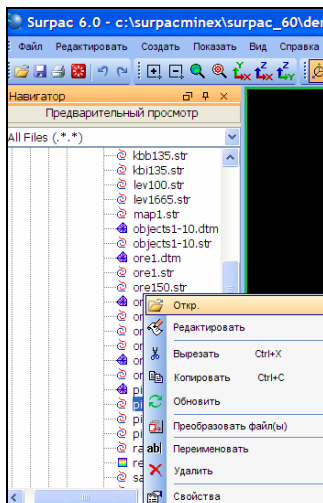 Surpac 6.0 - c:\surpacminex\surpac_60\der
Файл Редактировать Создать Показать Вид Справка
Навигатор
Предварительный просмотр
All Files (*.*)
kbb135.str
kbi135.str
lev100.str
lev1665.str
map1.str
objects1-10.dtm
objects1-10.str
ore1.dtm
ore1.str
ore150.str
Откр.
Редактировать
Вырезать Ctrl+X
Копировать Ctrl+C
Обновить
Преобразовать файл(ы)
Переименовать
Удалить
Свойства